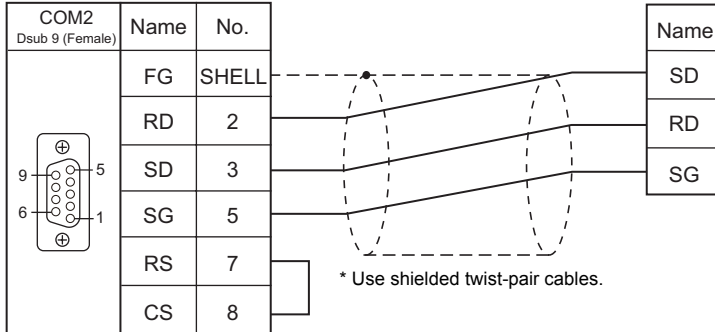 COM2
Dsub 9 (Female)
Name No.
Name
FG SHELL
SD
RD 2
RD
SD 3
SG
SG 5
RS 7
CS 8
9 5
6 1
* Use shielded twist-pair cables.